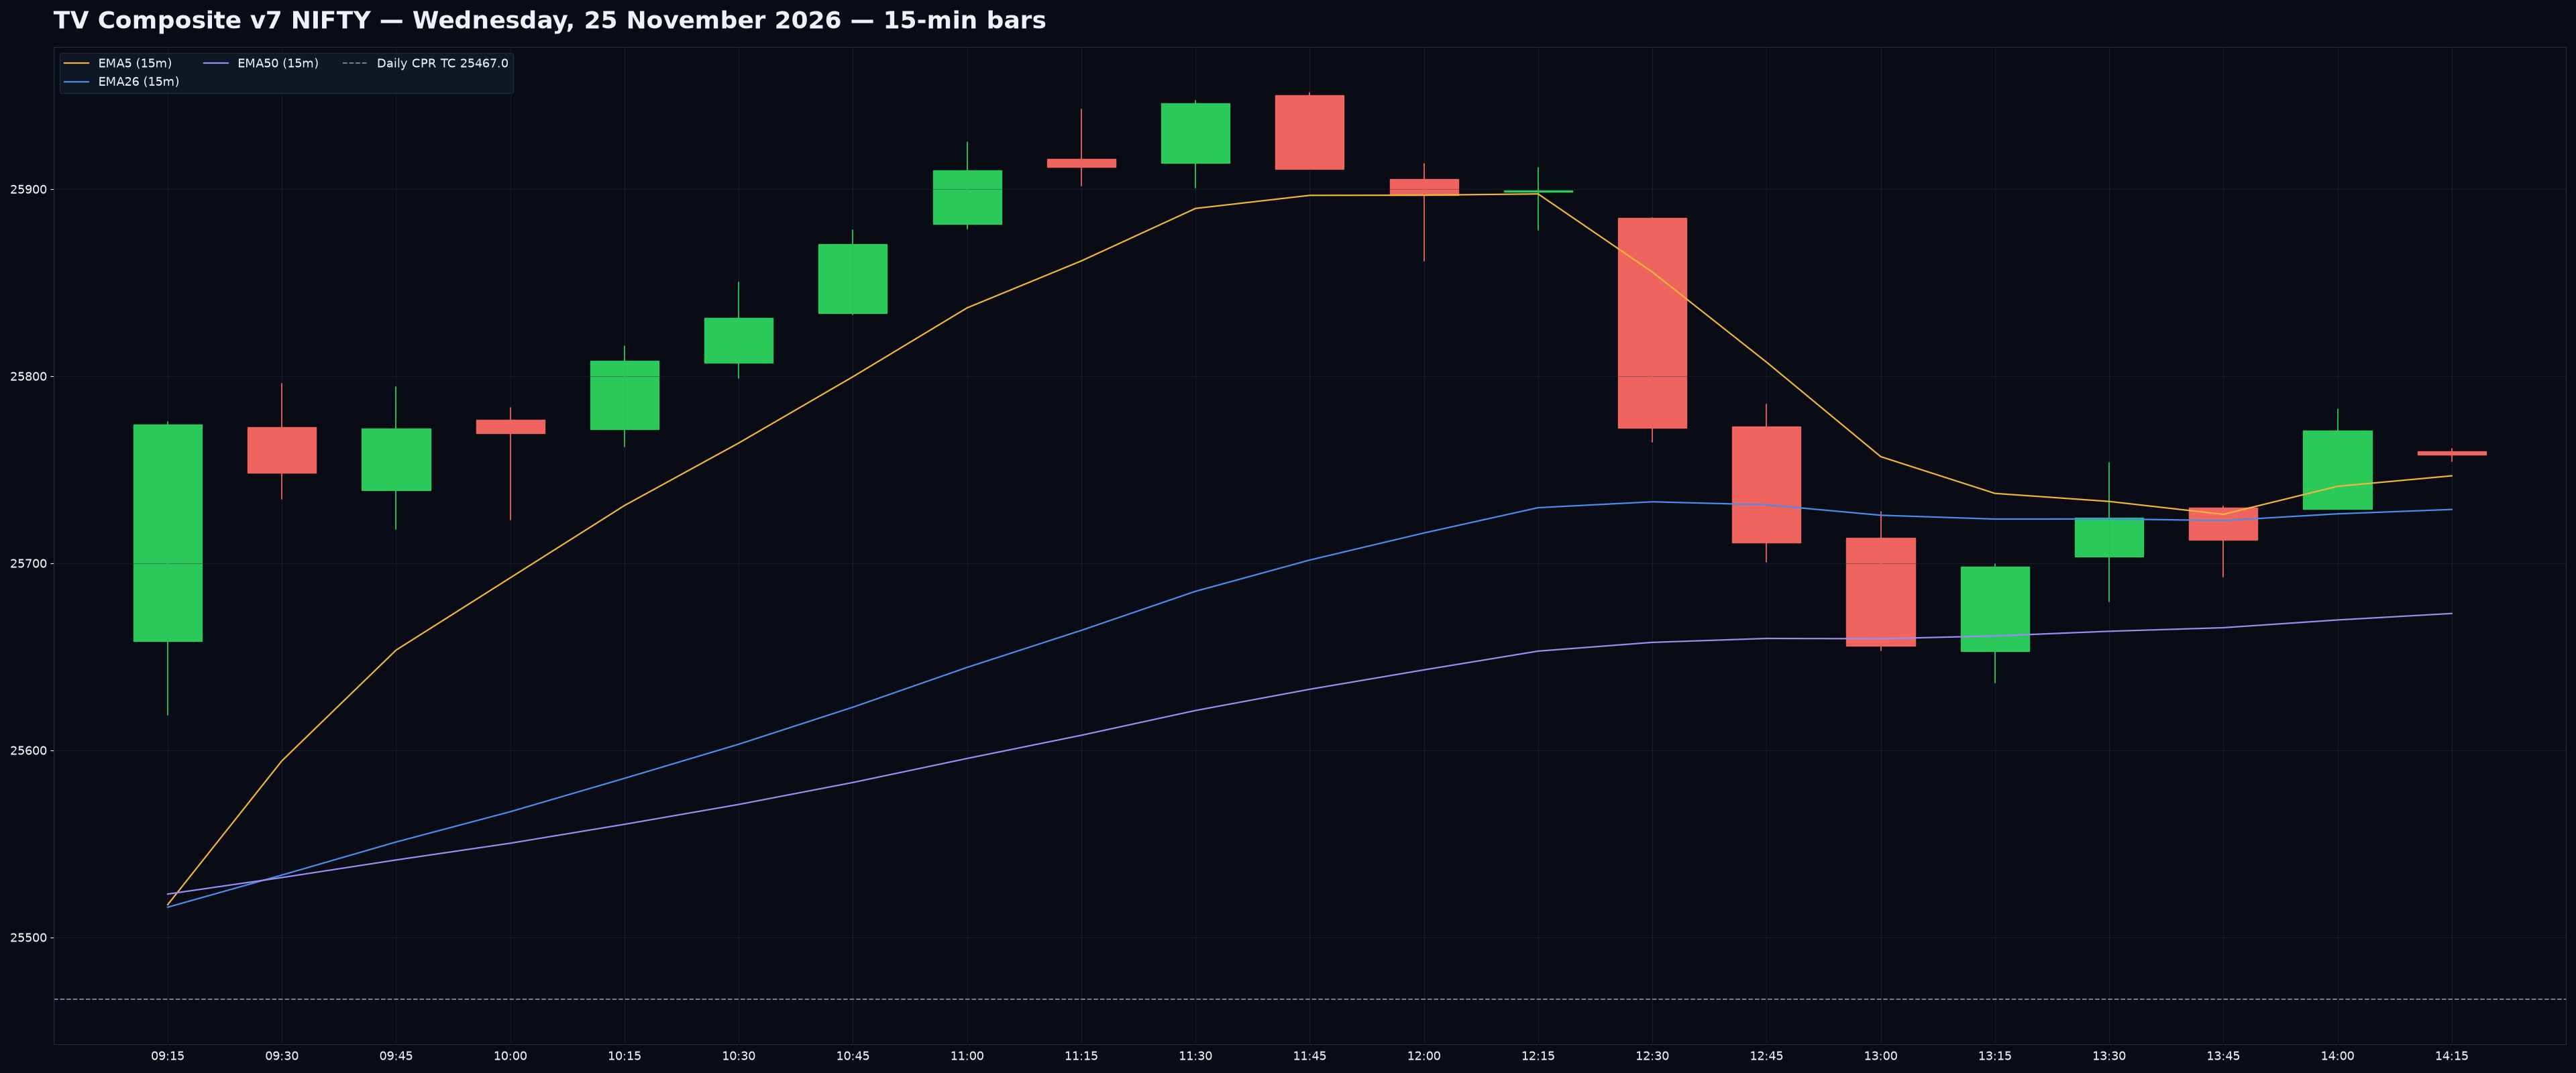 TV Composite v7 NIFTY — Wednesday, 25 November 2026 — 15-min bars
EMA5 (15m) EMA50 (15m) Daily CPR TC 25467.0
EMA26 (15m)
25900
25800
25700
25600
25500
09:15 09:30 09:45 10:00 10:15 10:30 10:45 11:00 11:15 11:30 11:45 12:00 12:15 12:30 12:45 13:00 13:15 13:30 13:45 14:00 14:15